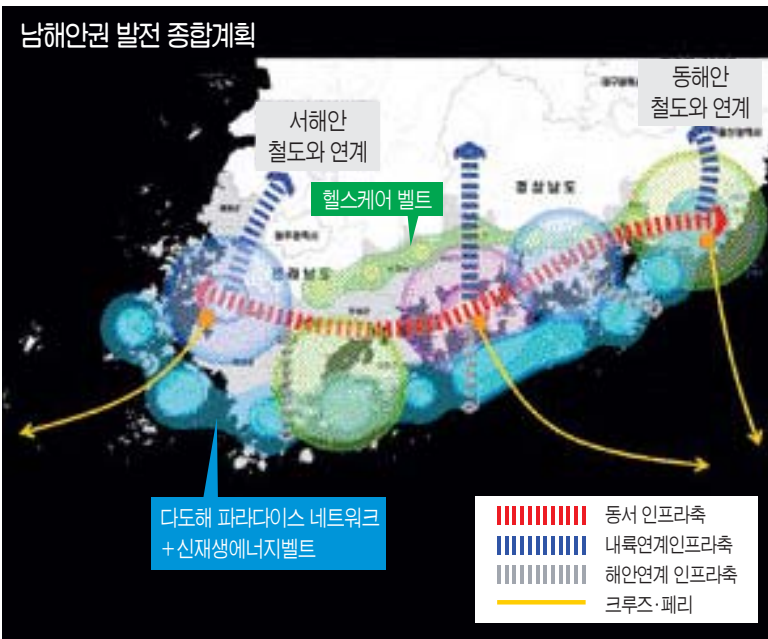 남해안권 발전 종합계획
동해안
철도와 연계
서해안
철도와 연계
헬스케어 벨트
경상남도
전라남도
다도해 파라다이스 네트워크
+신재생에너지벨트
동서 인프라축
내륙연계인프라축
해안연계 인프라축
크루즈·페리